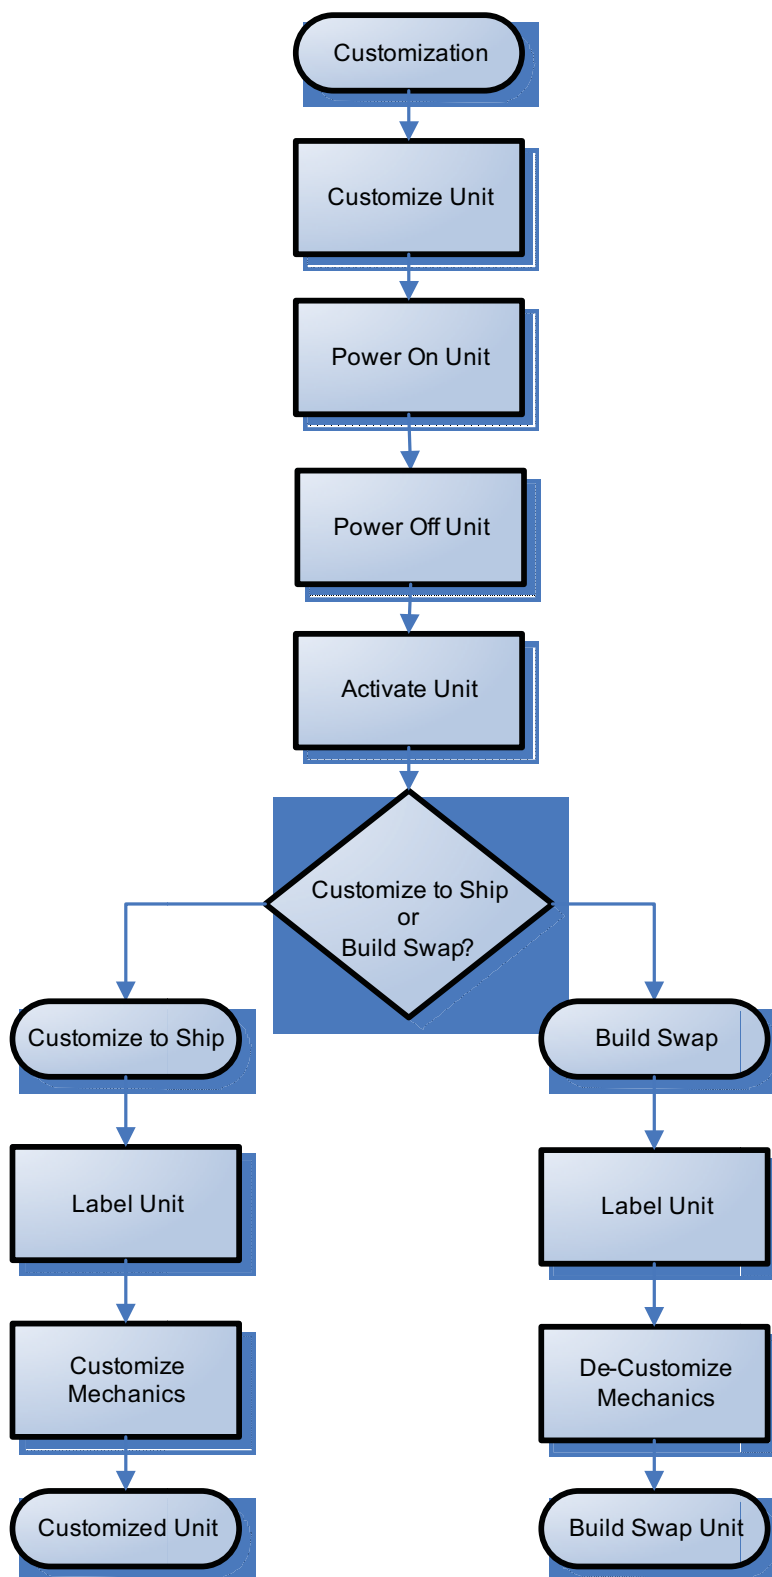 Customization
Customize Unit
Power On Unit
Power Off Unit
Activate Unit
Customize to Ship
or
Build Swap?
Customize to Ship
Build Swap
Label Unit
Label Unit
Customize
Mechanics
De-Customize
Mechanics
Customized Unit
Build Swap Unit